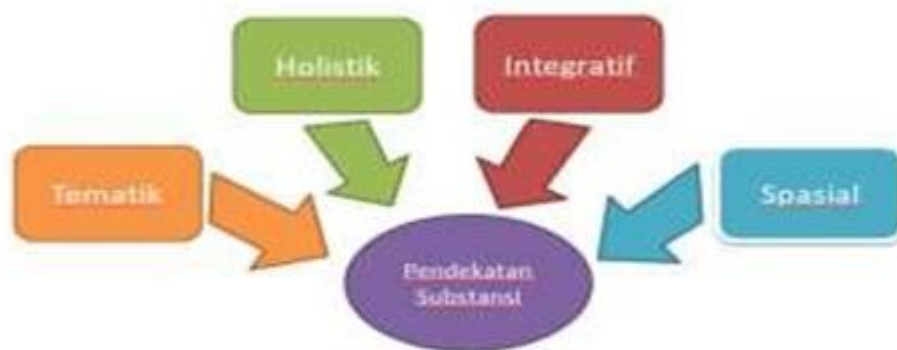 Holistik
Integratif
Tematik
Spasial
Pendekatan
Substansi